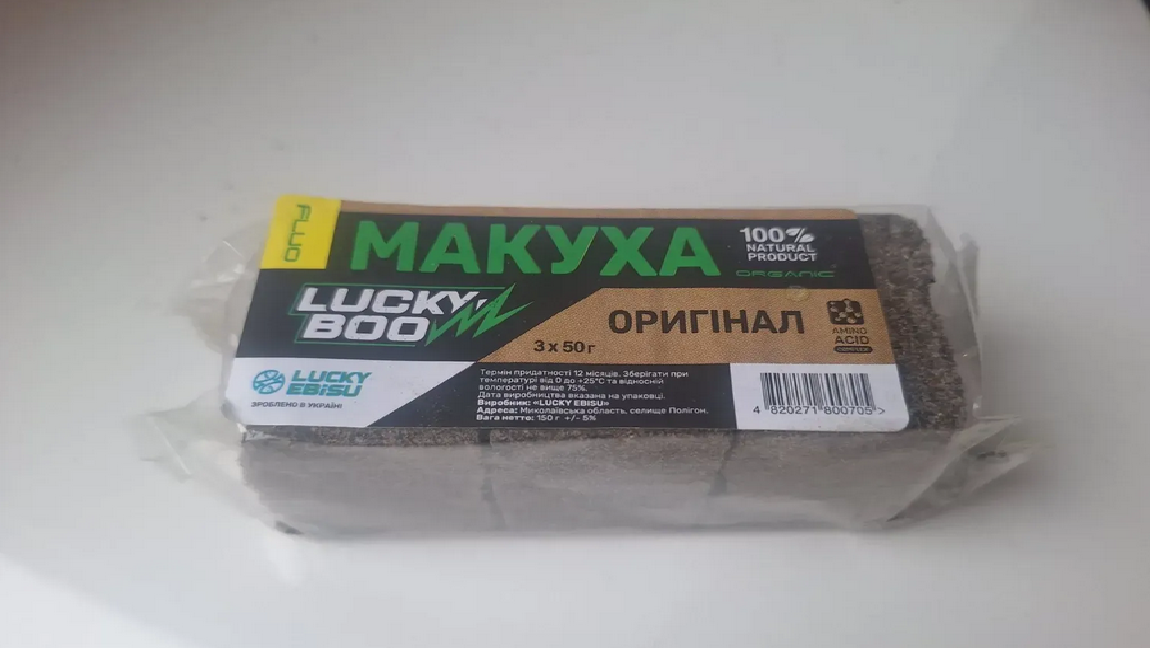 FLUO
МАКУХА
100%
NATURAL
PRODUCT
ORGANIC
LUCKY
BOO
ОРИГІНАЛ
3 x 50 г
AMINO
ACID
LUCKY
EBISU
ЗРОБЛЕНО В УКРАЇНІ
Термін придатності 12 місяців. Зберігати при
температурі від 0 до +25°С та відносній
вологості не вище 75%.
Дата виробництва вказана на упаковці.
Виробник: «LUCKY EBISU»
Адреса: Миколаївська область, селище Полігон.
Вага нетто: 150 г +/- 5%
4 820271 800705 >